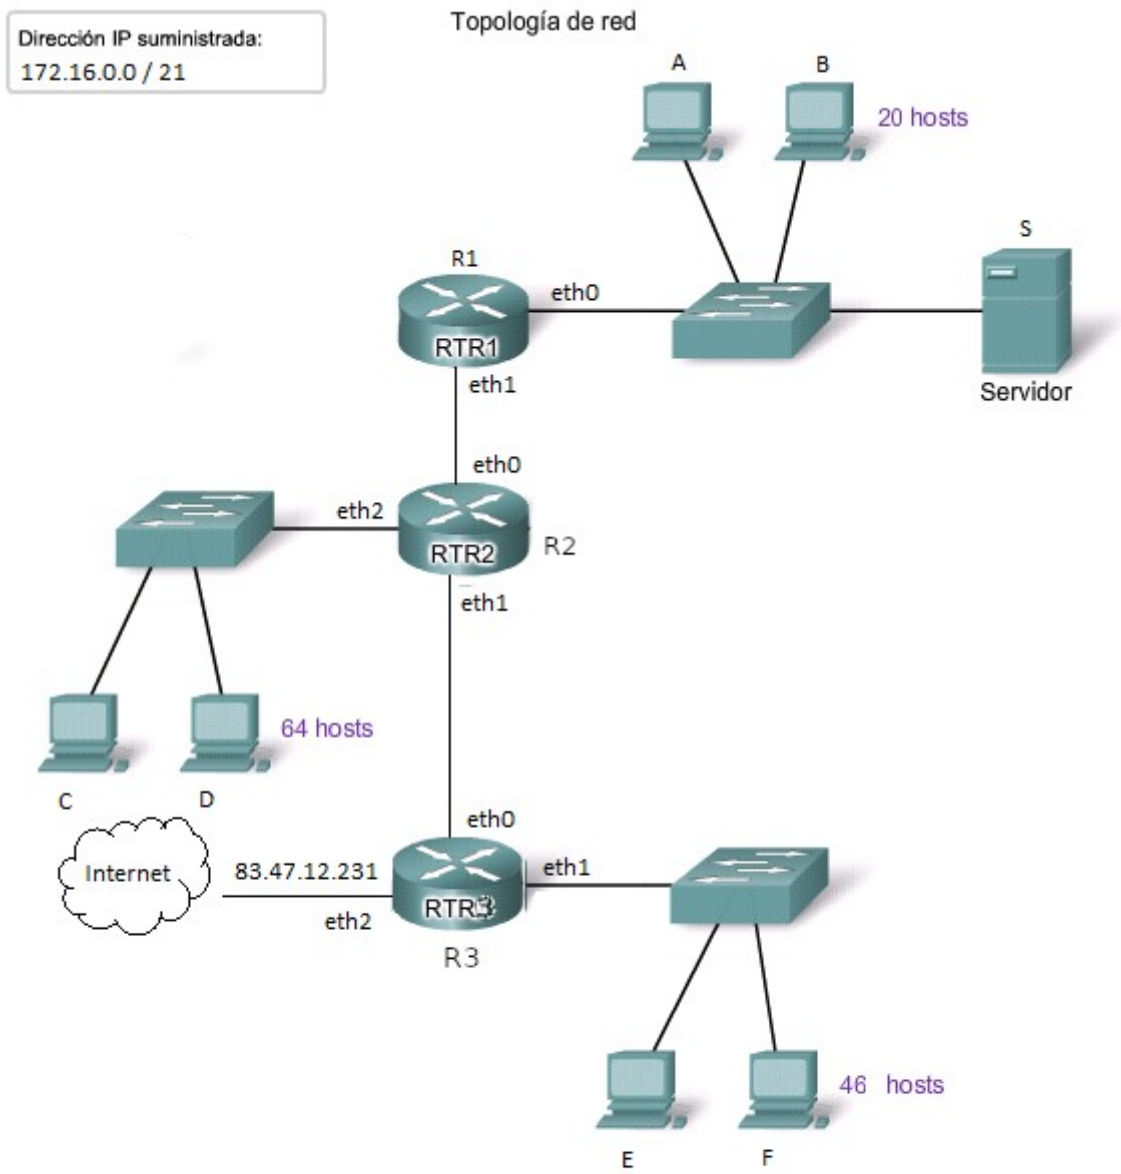 Topología de red
Dirección IP suministrada:
172.16.0.0 / 21
A
B
20 hosts
S
R1
eth0
RTR1
eth1
Servidor
eth0
eth2
RTR2
R2
eth1
64 hosts
C
D
eth0
Internet
83.47.12.231
eth1
RTR3
eth2
R3
46 hosts
E
F